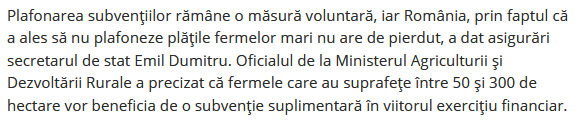 Plafonarea subvenţiilor rămâne o măsură voluntară, iar România, prin faptul că
a ales să nu plafoneze plăţile fermelor mari nu are de pierdut, a dat asigurări
secretarul de stat Emil Dumitru. Oficialul de la Ministerul Agriculturii şi
Dezvoltării Rurale a precizat că fermele care au suprafeţe între 50 şi 300 de
hectare vor beneficia de o subvenţie suplimentară în viitorul exerciţiu financiar.